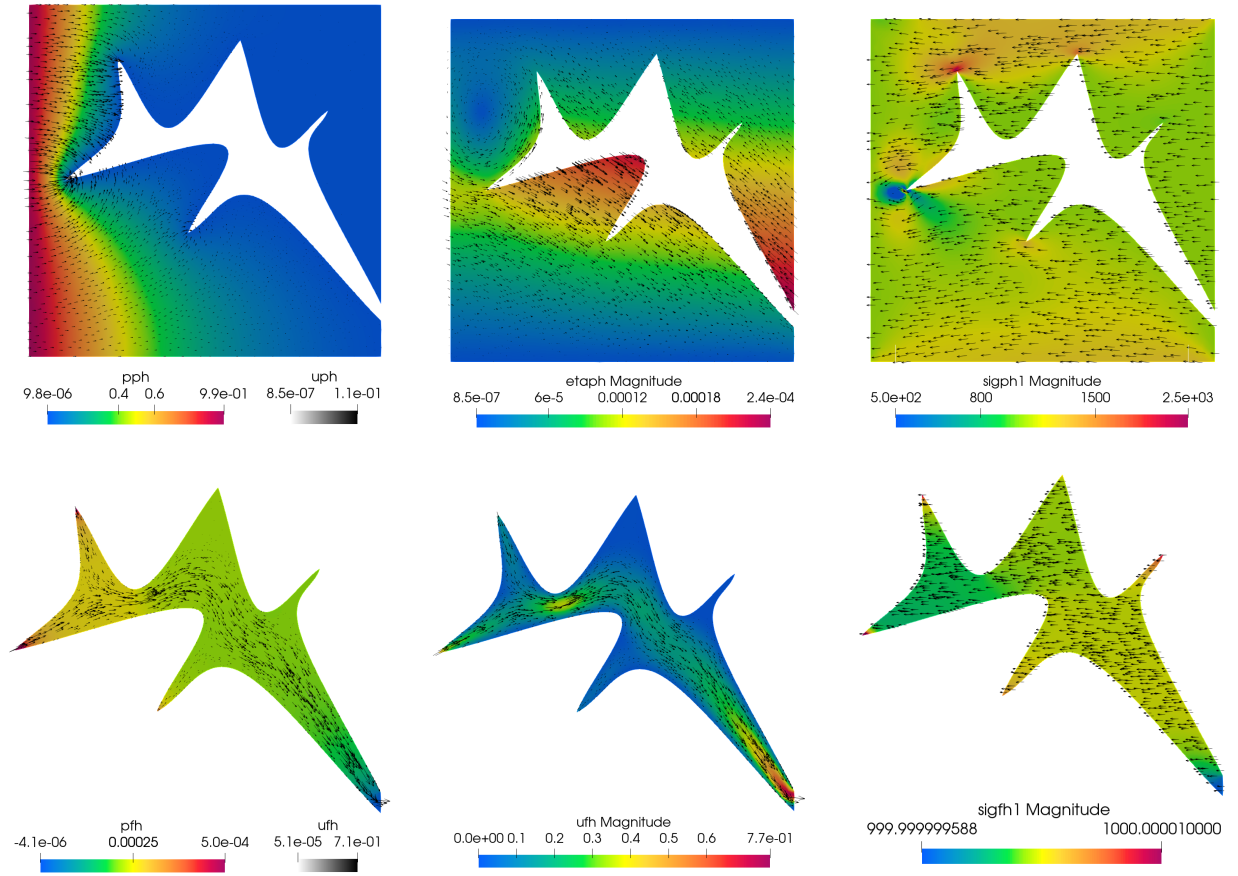 pph uph
9.8e-06 0.4 0.6 9.9e-01 8.5e-07 1.1e-01
etaph Magnitude
8.5e-07 6e-5 0.00012 0.00018 2.4e-04
sigph1 Magnitude
5.0e+02 800 1500 2.5e+03
pfh ufh
-4.1e-06 0.00025 5.0e-04 5.1e-05 7.1e-01
ufh Magnitude
0.0e+00 0.1 0.2 0.3 0.4 0.5 0.6 7.7e-01
sigfh1 Magnitude
999.999999588 1000.000010000